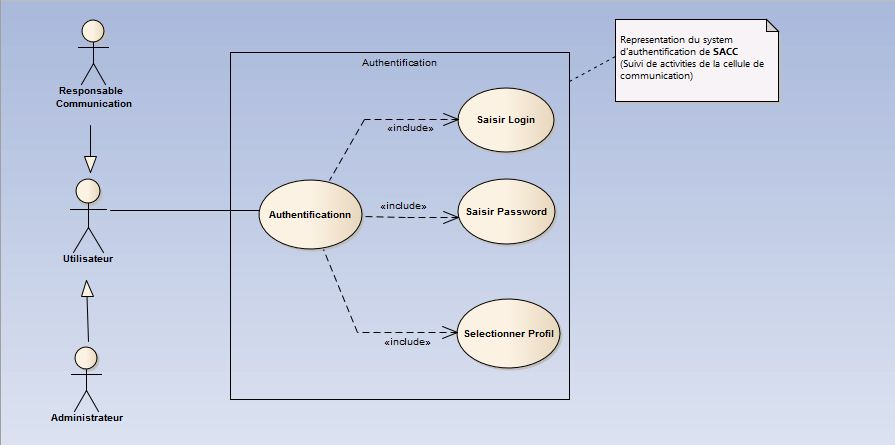 Responsable
Communication
Authentification
Representation du system
d'authentification de SACC
(Suivi de activities de la cellule de
communication)
Saisir Login
«include»
Utilisateur
Authentificationn
«include»
Saisir Password
Selectionner Profil
«include»
Administrateur